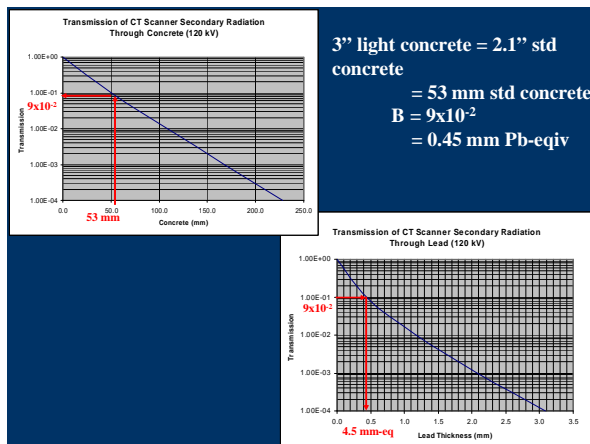 Transmission of CT Scanner Secondary Radiation
Through Concrete (120 kV)
1.00E+00
1.00E-01
9x10-2
1.00E-02
1.00E-03
1.00E-04
Transmission
0.0 50.0 100.0 150.0 200.0 250.0
Concrete (mm)
53 mm
3” light concrete = 2.1” std
concrete
= 53 mm std concrete
B = 9x10-2
= 0.45 mm Pb-eqiv
Transmission of CT Scanner Secondary Radiation
Through Lead (120 kV)
1.00E+00
1.00E-01
9x10-2
1.00E-02
1.00E-03
1.00E-04
Transmission
0.0 0.5 1.0 1.5 2.0 2.5 3.0 3.5
Lead Thickness (mm)
4.5 mm-eq